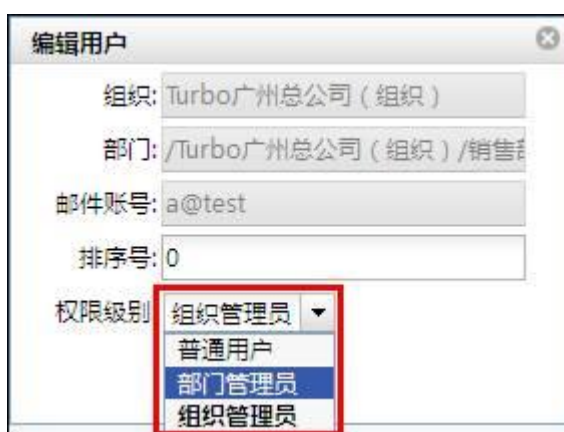 编辑用户
组织: Turbo广州总公司（组织）
部门: /Turbo广州总公司（组织）/销售部
邮件账号: a@test
排序号: 0
权限级别 组织管理员
普通用户
部门管理员
组织管理员